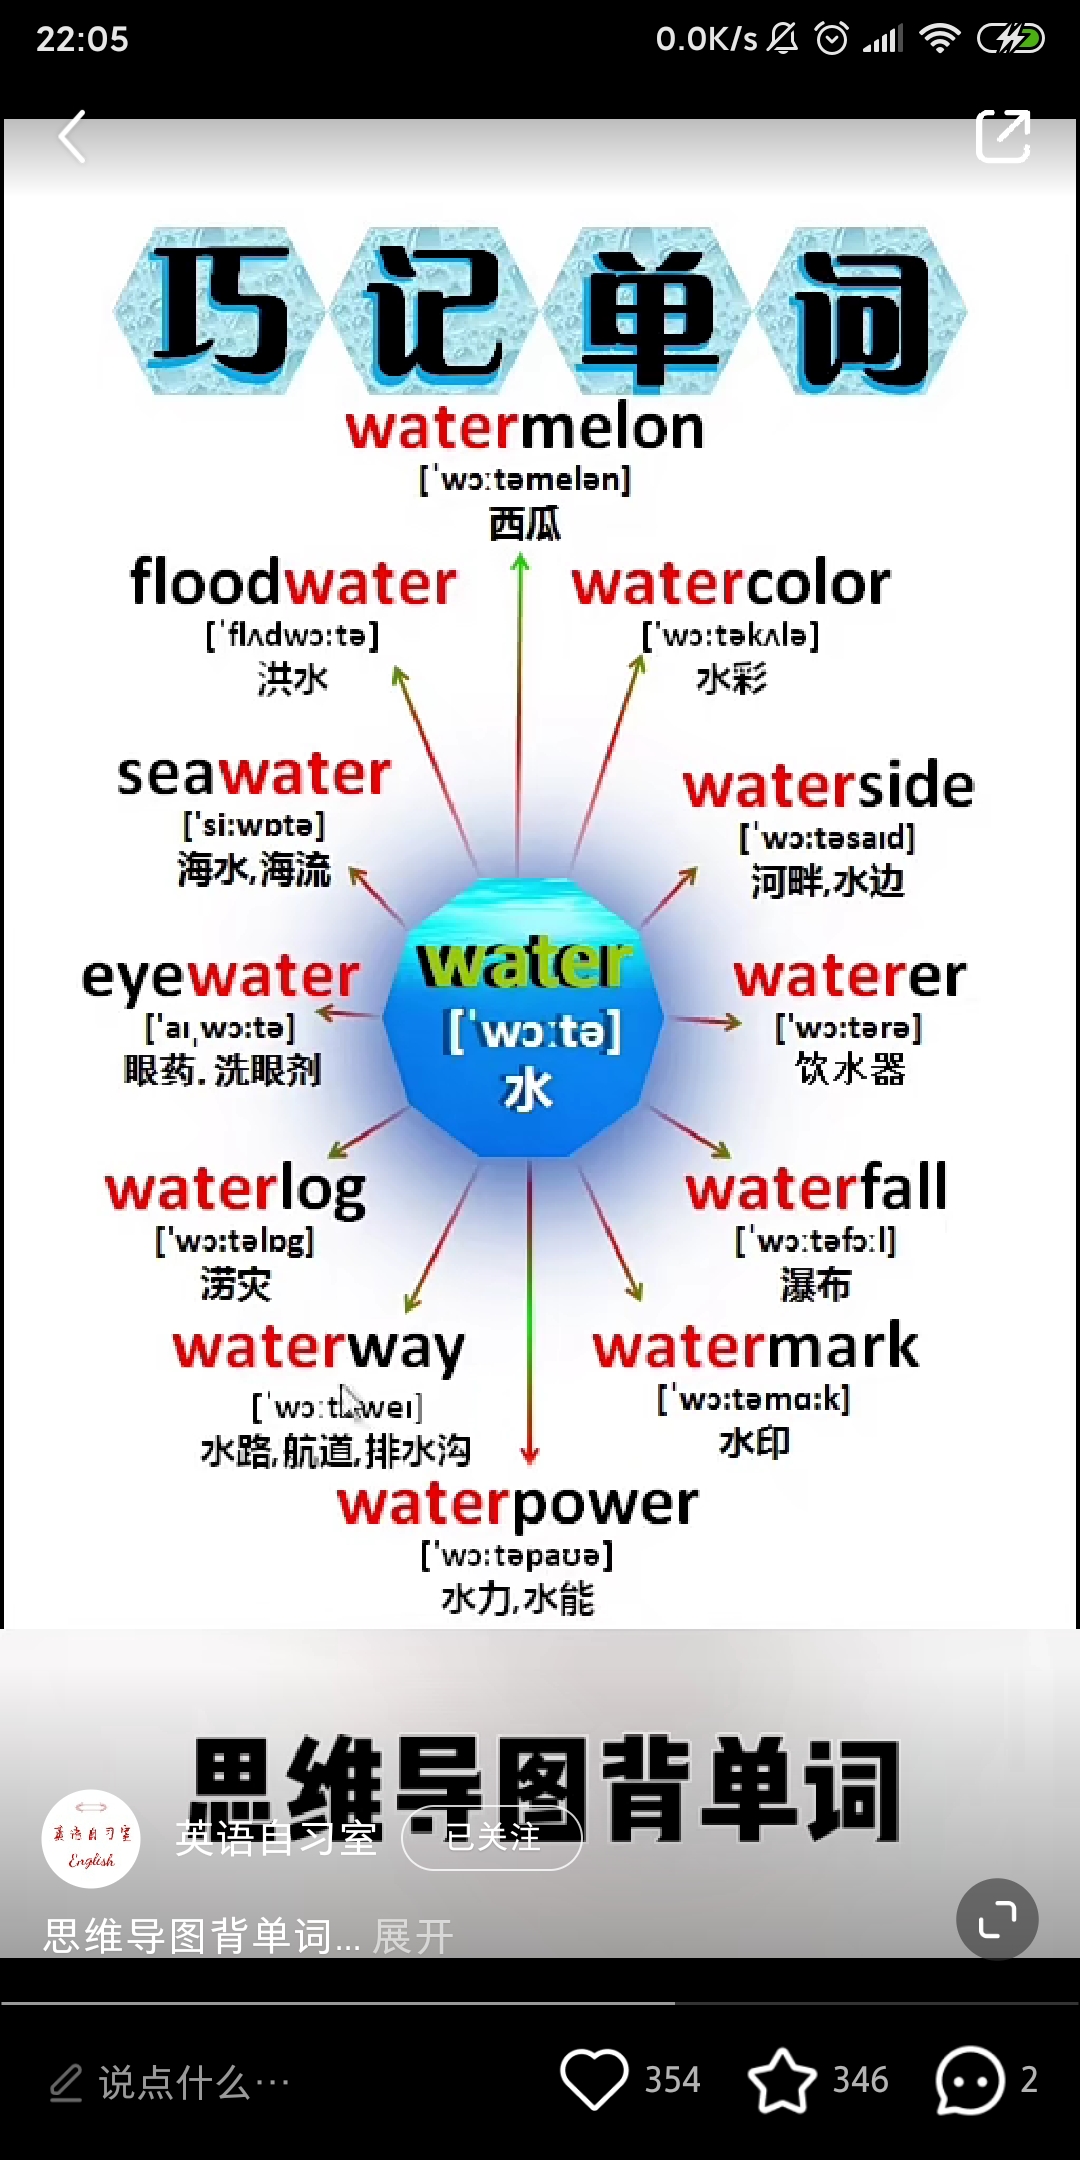 22:05
0.0K/s
巧记单词
watermelon
[ˈwɔːtəmelən]
西瓜
floodwater
[ˈflʌdwɔːtə]
洪水
watercolor
[ˈwɔːtəkʌlə]
水彩
seawater
[ˈsiːwɒtə]
海水,海流
waterside
[ˈwɔːtəsaɪd]
河畔,水边
eyewater
[ˈaɪˌwɔːtə]
眼药.洗眼剂
water
[ˈwɔːtə]
水
waterer
[ˈwɔːtərə]
饮水器
waterlog
[ˈwɔːtəlɒg]
涝灾
waterfall
[ˈwɔːtəfɔːl]
瀑布
waterway
水路,航道,排水沟
watermark
[ˈwɔːtəmɑːk]
水印
waterpower
[ˈwɔːtəpaʊə]
水力,水能
思维导图背单词
英语自习室
English
英语自习室
已关注
思维导图背单词... 展开
说点什么...
354
346
2